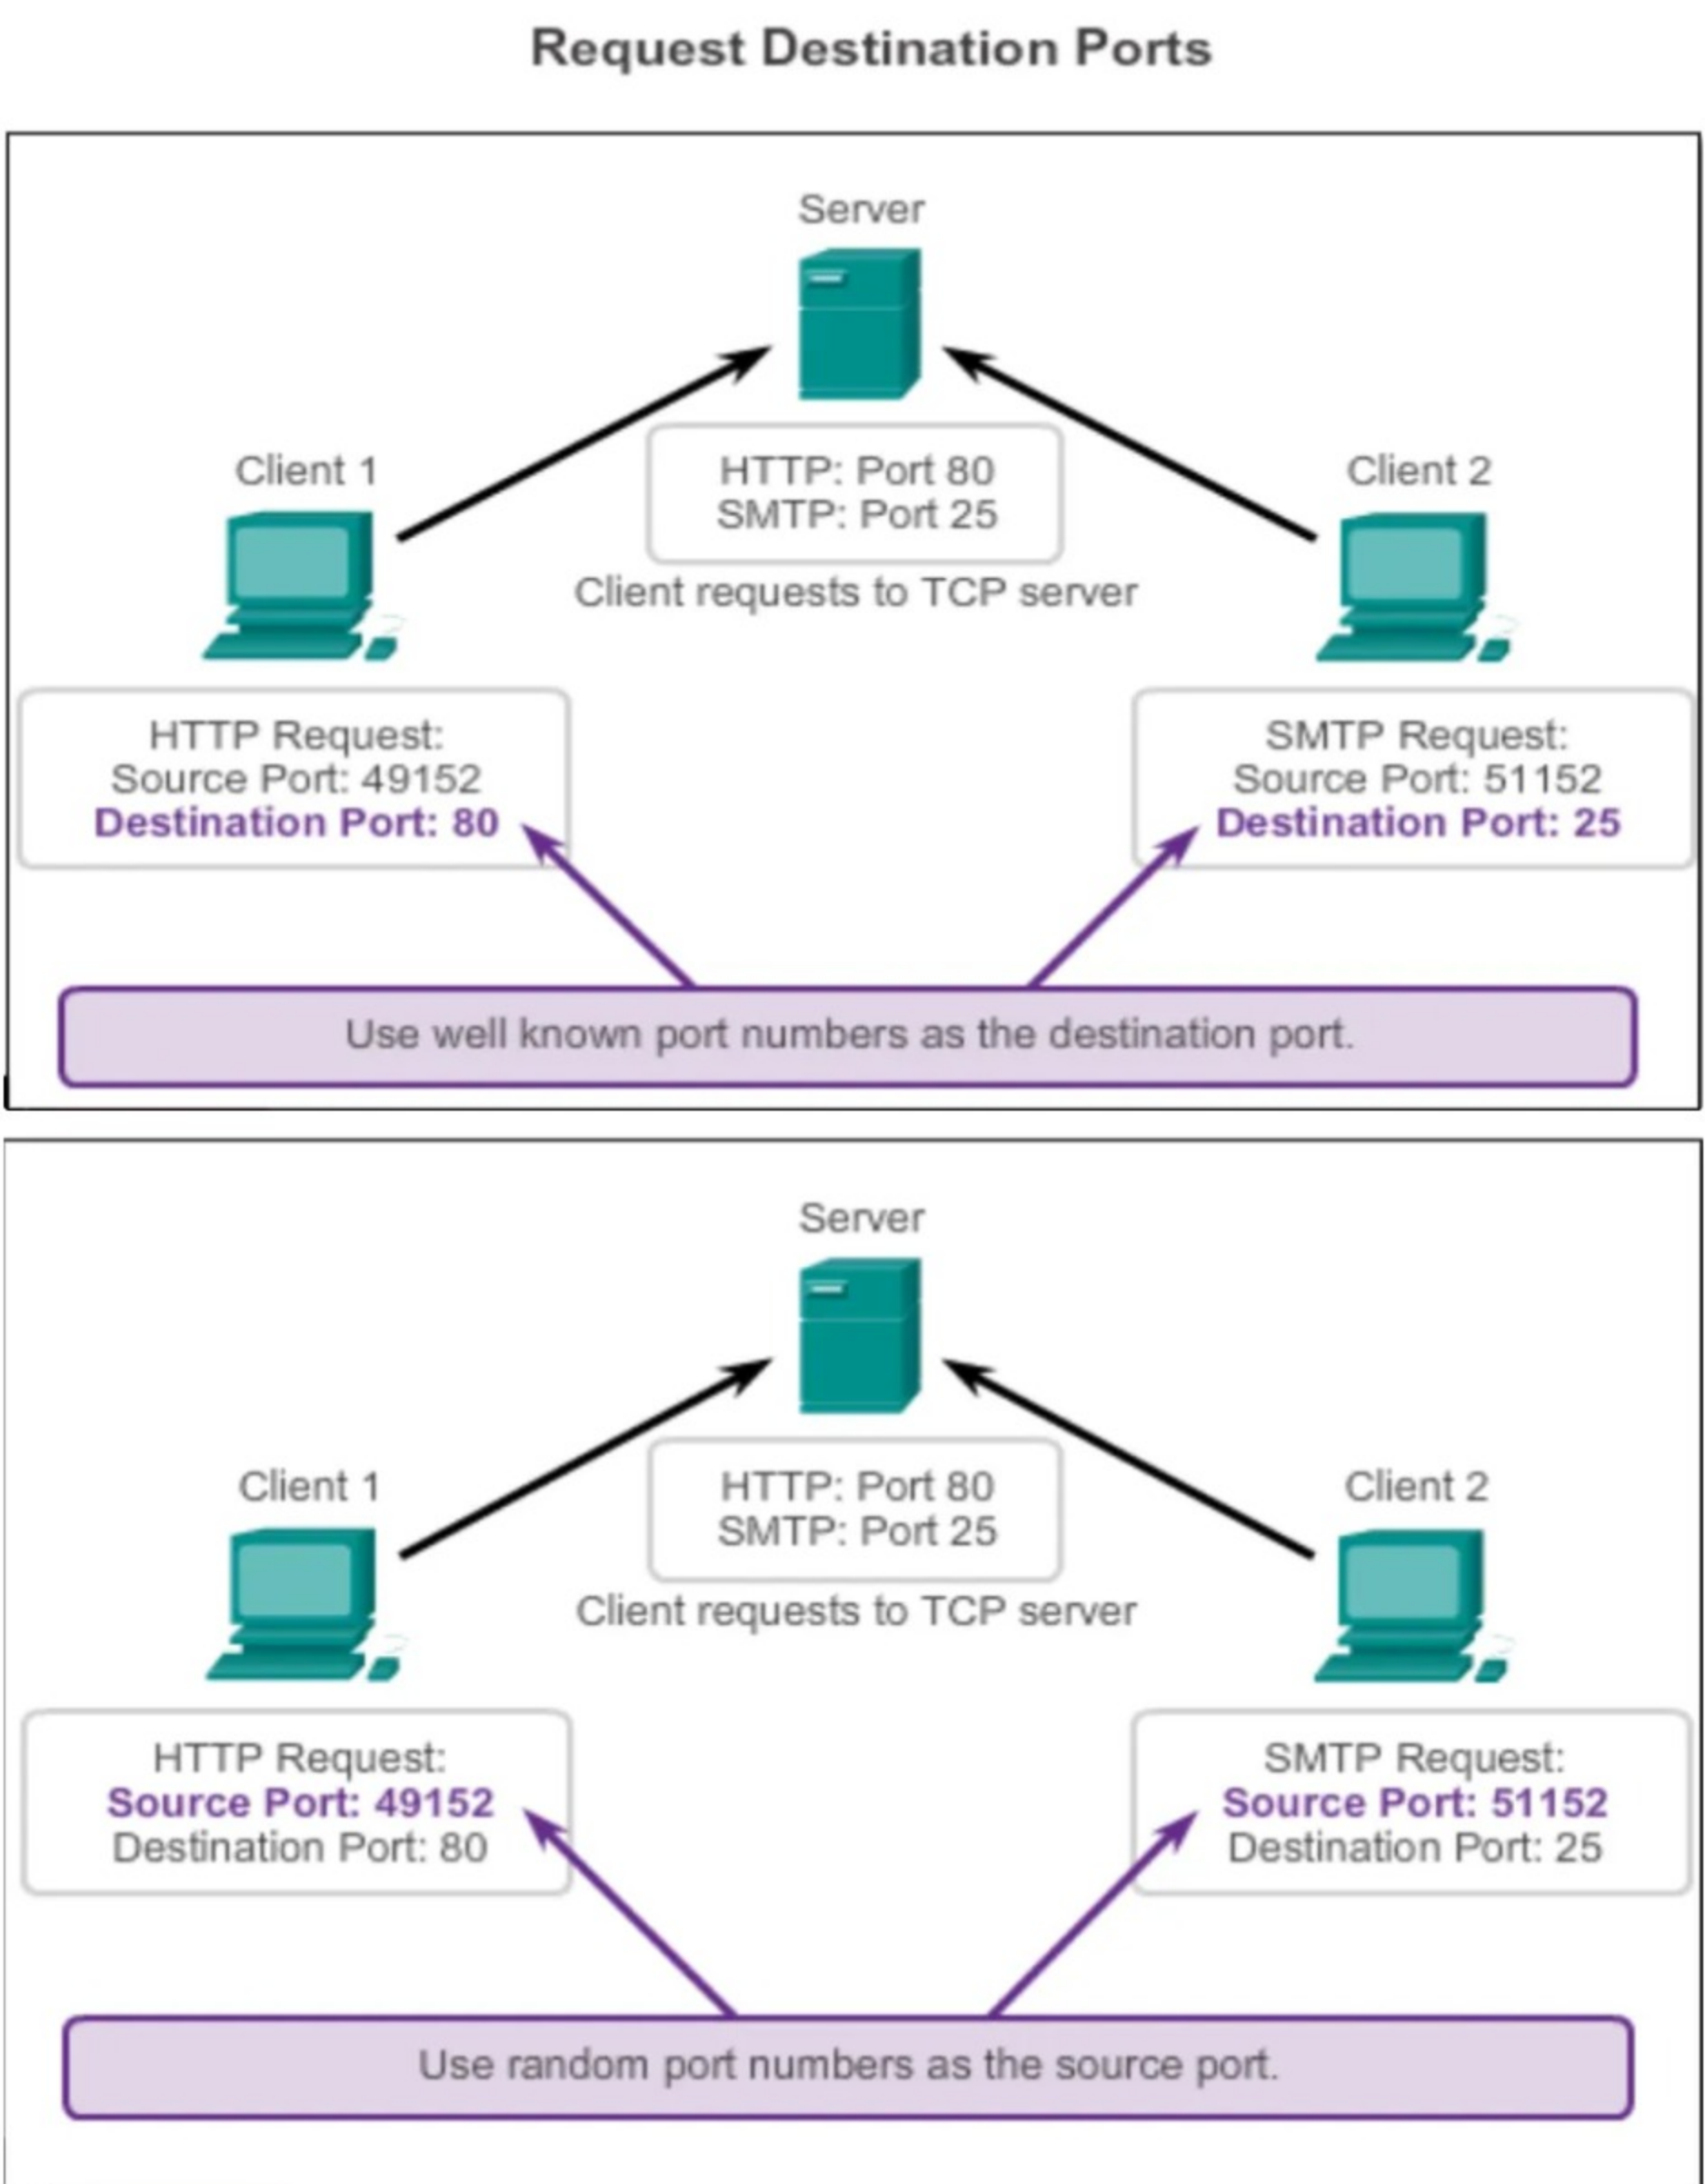 Request Destination Ports
Server
HTTP: Port 80
SMTP: Port 25
Client requests to TCP server
Client 1
HTTP Request:
Source Port: 49152
Destination Port: 80
Client 2
SMTP Request:
Source Port: 51152
Destination Port: 25
Use well known port numbers as the destination port.
Server
HTTP: Port 80
SMTP: Port 25
Client requests to TCP server
Client 1
HTTP Request:
Source Port: 49152
Destination Port: 80
Client 2
SMTP Request:
Source Port: 51152
Destination Port: 25
Use random port numbers as the source port.